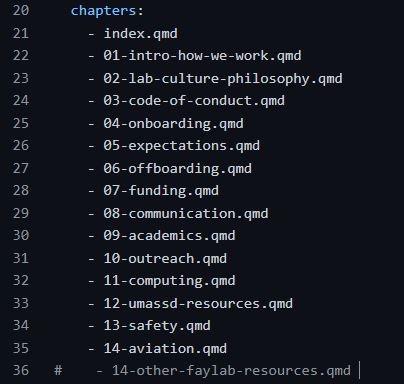 20 chapters:
21 - index.qmd
22 - 01-intro-how-we-work.qmd
23 - 02-lab-culture-philosophy.qmd
24 - 03-code-of-conduct.qmd
25 - 04-onboarding.qmd
26 - 05-expectations.qmd
27 - 06-offboarding.qmd
28 - 07-funding.qmd
29 - 08-communication.qmd
30 - 09-academics.qmd
31 - 10-outreach.qmd
32 - 11-computing.qmd
33 - 12-umassd-resources.qmd
34 - 13-safety.qmd
35 - 14-aviation.qmd
36 #    - 14-other-faylab-resources.qmd